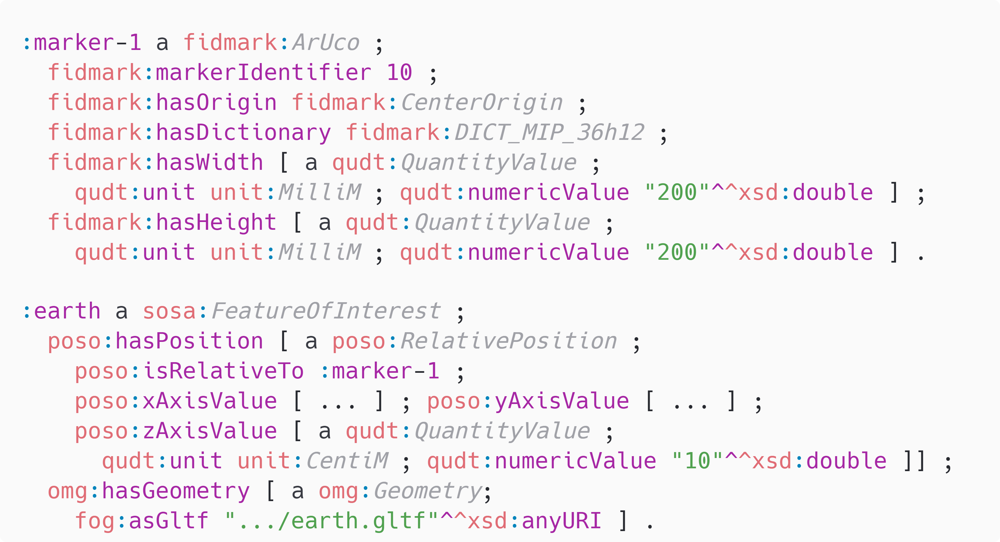 :marker-1 a fidmark:ArUco ;
  fidmark:markerIdentifier 10 ;
  fidmark:hasOrigin fidmark:CenterOrigin ;
  fidmark:hasDictionary fidmark:DICT_MIP_36h12 ;
  fidmark:hasWidth [ a qudt:QuantityValue ;
    qudt:unit unit:MilliM ; qudt:numericValue "200"^^xsd:double ] ;
  fidmark:hasHeight [ a qudt:QuantityValue ;
    qudt:unit unit:MilliM ; qudt:numericValue "200"^^xsd:double ] .

:earth a sosa:FeatureOfInterest ;
  poso:hasPosition [ a poso:RelativePosition ;
    poso:isRelativeTo :marker-1 ;
    poso:xAxisValue [ ... ] ; poso:yAxisValue [ ... ] ;
    poso:zAxisValue [ a qudt:QuantityValue ;
      qudt:unit unit:CentiM ; qudt:numericValue "10"^^xsd:double ]] ;
  omg:hasGeometry [ a omg:Geometry;
    fog:asGltf ".../earth.gltf"^^xsd:anyURI ] .